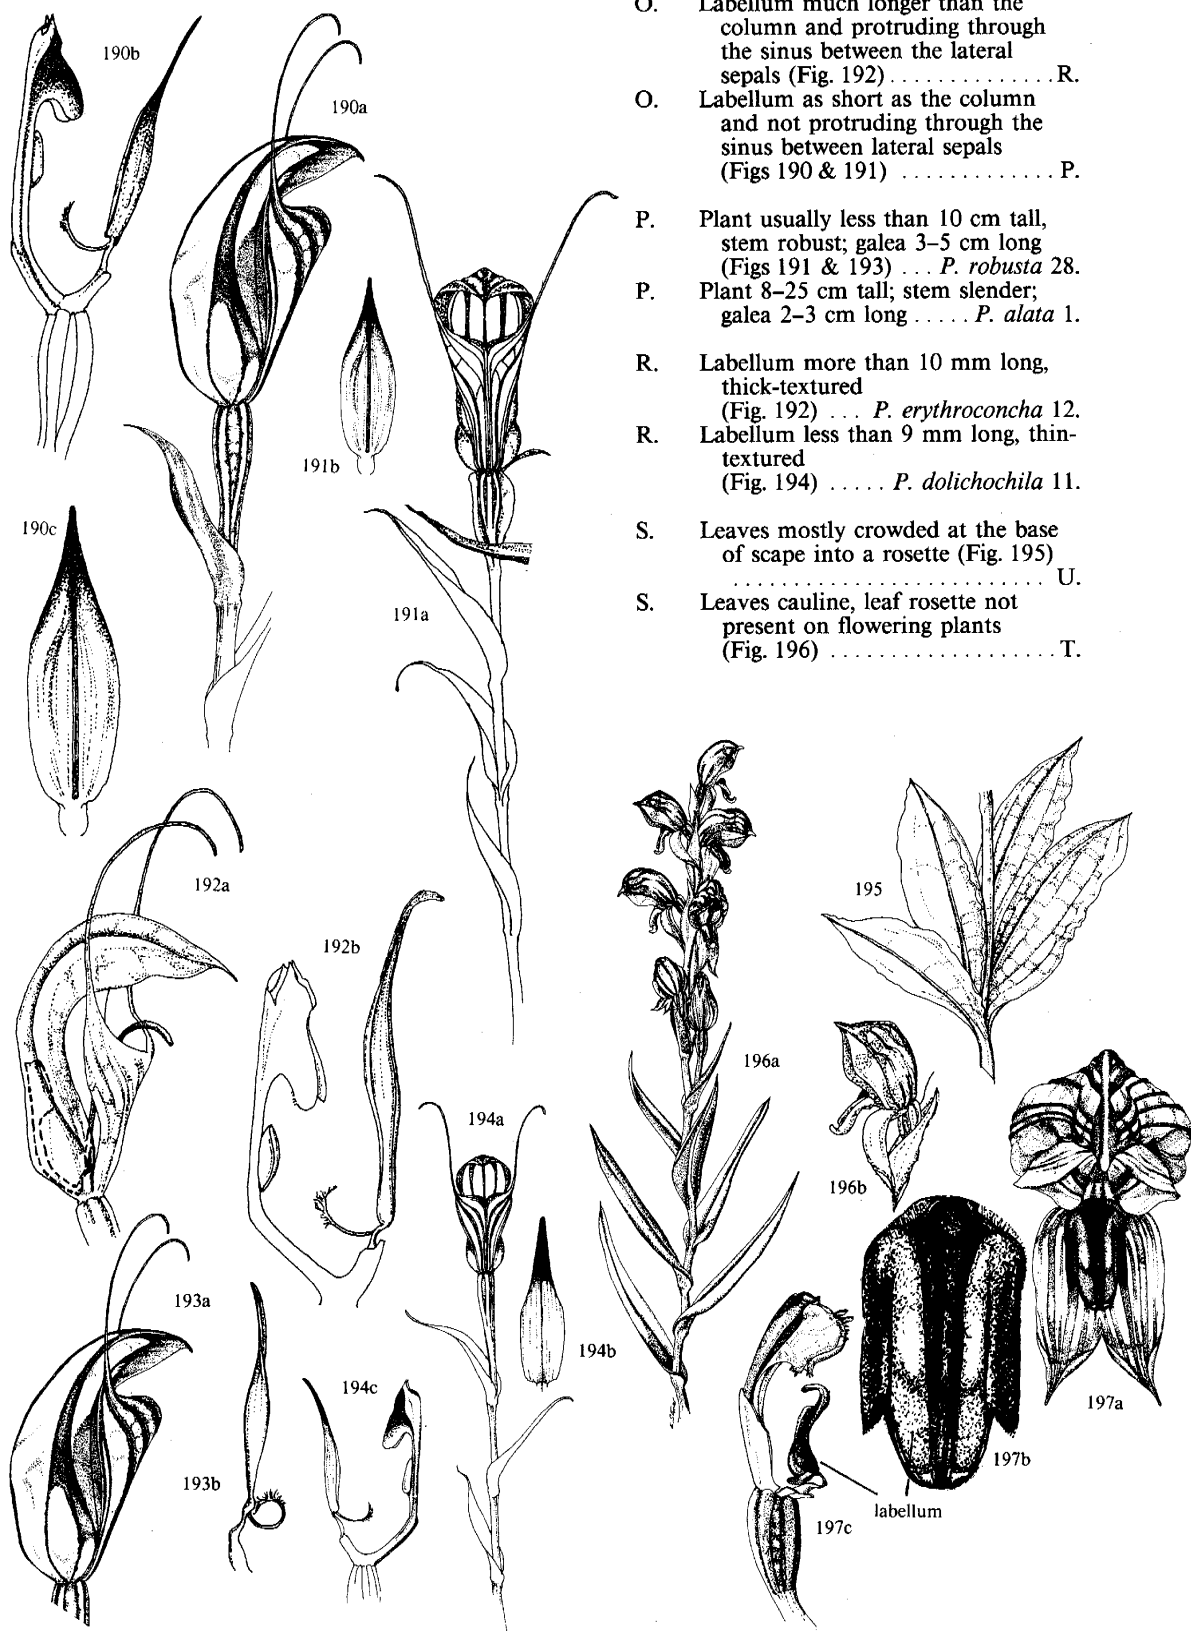 O. Labellum much longer than the
column and protruding through
the sinus between the lateral
sepals (Fig. 192) . . . . . . . . . . . . . . R.
O. Labellum as short as the column
and not protruding through the
sinus between lateral sepals
(Figs 190 & 191) . . . . . . . . . . . . . P.
P. Plant usually less than 10 cm tall,
stem robust; galea 3–5 cm long
(Figs 191 & 193) . . . P. robusta 28.
P. Plant 8–25 cm tall; stem slender;
galea 2–3 cm long . . . . . P. alata 1.
R. Labellum more than 10 mm long,
thick-textured
(Fig. 192) . . . P. erythroconcha 12.
R. Labellum less than 9 mm long, thin-
textured
(Fig. 194) . . . . . P. dolichochila 11.
S. Leaves mostly crowded at the base
of scape into a rosette (Fig. 195)
. . . . . . . . . . . . . . . . . . . . . . . . . . U.
S. Leaves cauline, leaf rosette not
present on flowering plants
(Fig. 196) . . . . . . . . . . . . . . . . . . . T.
190b
190a
191b
190c
191a
192a
192b
195
196a
194a
196b
193a
194b
194c
197a
193b
197b
labellum
197c